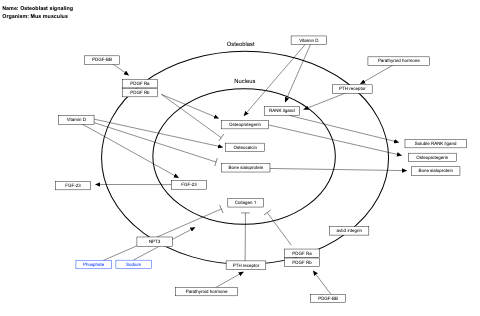 Name: Osteoblast signaling
Organism: Mus musculus
Vitamin D
Osteoblast
PDGF-BB
Parathyroid hormone
Nucleus
PDGF Ra
PDGF Rb
PTH receptor
RANK ligand
Vitamin D
Osteoprotegerin
Soluble RANK ligand
Osteocalcin
Osteoprotegerin
Bone sialoprotein
Bone sialoprotein
FGF-23
FGF-23
Collagen 1
avb3 integrin
NPT3
PDGF Ra
PDGF Rb
Phosphate
Sodium
PTH receptor
Parathyroid hormone
PDGF-BB